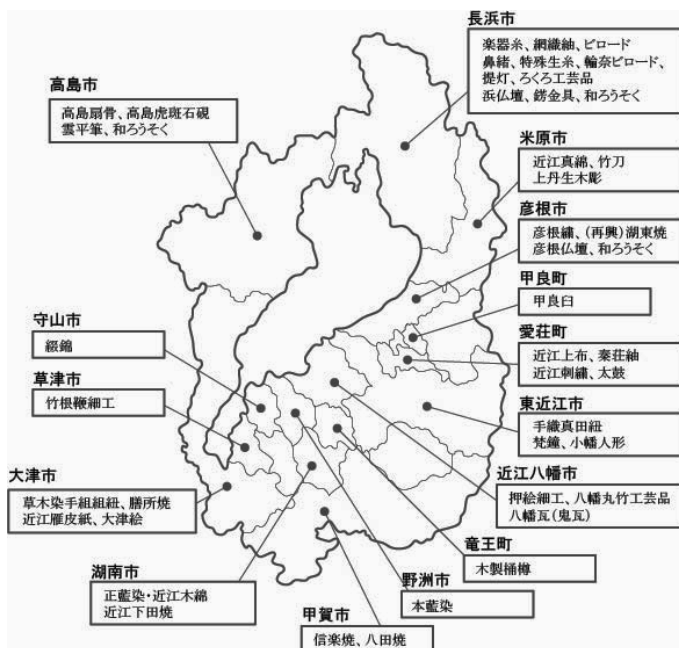 長浜市
楽器糸、網織紬、ビロード
鼻緒、特殊生糸、輪奈ビロード、
提灯、ろくろ工芸品
浜仏壇、錺金具、和ろうそく
高島市
高島扇骨、高島虎斑石硯
雲平筆、和ろうそく
米原市
近江真綿、竹刀
上丹生木彫
彦根市
彦根繍、(再興)湖東焼
彦根仏壇、和ろうそく
甲良町
甲良臼
愛荘町
近江上布、秦荘紬
近江刺繍、太鼓
東近江市
手織真田紐
梵鐘、小幡人形
近江八幡市
押絵細工、八幡丸竹工芸品
八幡瓦(鬼瓦)
竜王町
木製桶樽
野洲市
本藍染
甲賀市
信楽焼、八田焼
湖南市
正藍染・近江木綿
近江下田焼
大津市
草木染手組組紐、膳所焼
近江雁皮紙、大津絵
草津市
竹根鞭細工
守山市
綴錦